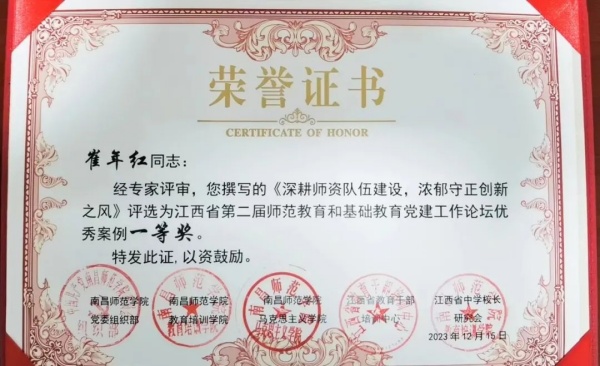 荣誉证书
CERTIFICATE OF HONOR
崔年红同志：
经专家评审，您撰写的《深耕师资队伍建设，浓郁守正创新
之风》评选为江西省第二届师范教育和基础教育党建工作论坛优
秀案例一等奖。
特发此证,以资鼓励。
南昌师范学院 南昌师范学院 南昌师范学院 江西省教育干部 江西省中学校长
党委组织部 教育培训学院 马克思主义学院 培训中心 研究会
2023年12月15日